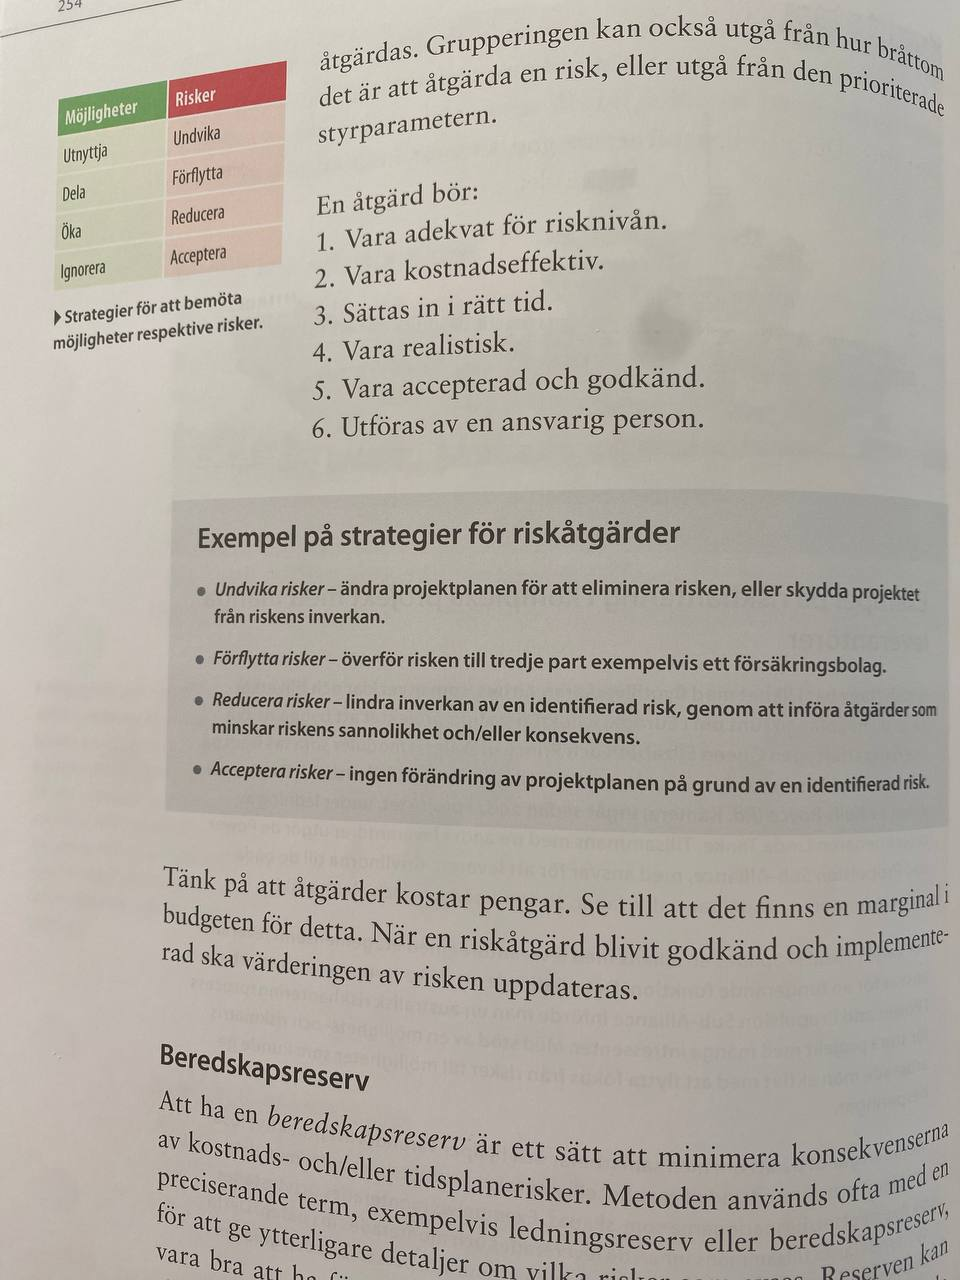 254
Möjligheter Risker
Utnyttja Undvika
Dela Förflytta
Öka Reducera
Ignorera Acceptera
Strategier för att bemöta
möjligheter respektive risker.
åtgärdas. Grupperingen kan också utgå från hur bråttom
det är att åtgärda en risk, eller utgå från den prioriterade
styrparametern.
En åtgärd bör:
1. Vara adekvat för risknivån.
2. Vara kostnadseffektiv.
3. Sättas in i rätt tid.
4. Vara realistisk.
5. Vara accepterad och godkänd.
6. Utföras av en ansvarig person.
Exempel på strategier för riskåtgärder
• Undvika risker – ändra projektplanen för att eliminera risken, eller skydda projektet
från riskens inverkan.
• Förflytta risker – överför risken till tredje part exempelvis ett försäkringsbolag.
• Reducera risker – lindra inverkan av en identifierad risk, genom att införa åtgärder som
minskar riskens sannolikhet och/eller konsekvens.
• Acceptera risker – ingen förändring av projektplanen på grund av en identifierad risk.
Tänk på att åtgärder kostar pengar. Se till att det finns en marginal i
budgeten för detta. När en riskåtgärd blivit godkänd och implemente-
rad ska värderingen av risken uppdateras.
Beredskapsreserv
Att ha en beredskapsreserv är ett sätt att minimera konsekvenserna
av kostnads- och/eller tidsplanerisker. Metoden används ofta med en
preciserande term, exempelvis ledningsreserv eller beredskapsreserv,
för att ge ytterligare detaljer om vilka Reserven kan
vara bra att ha